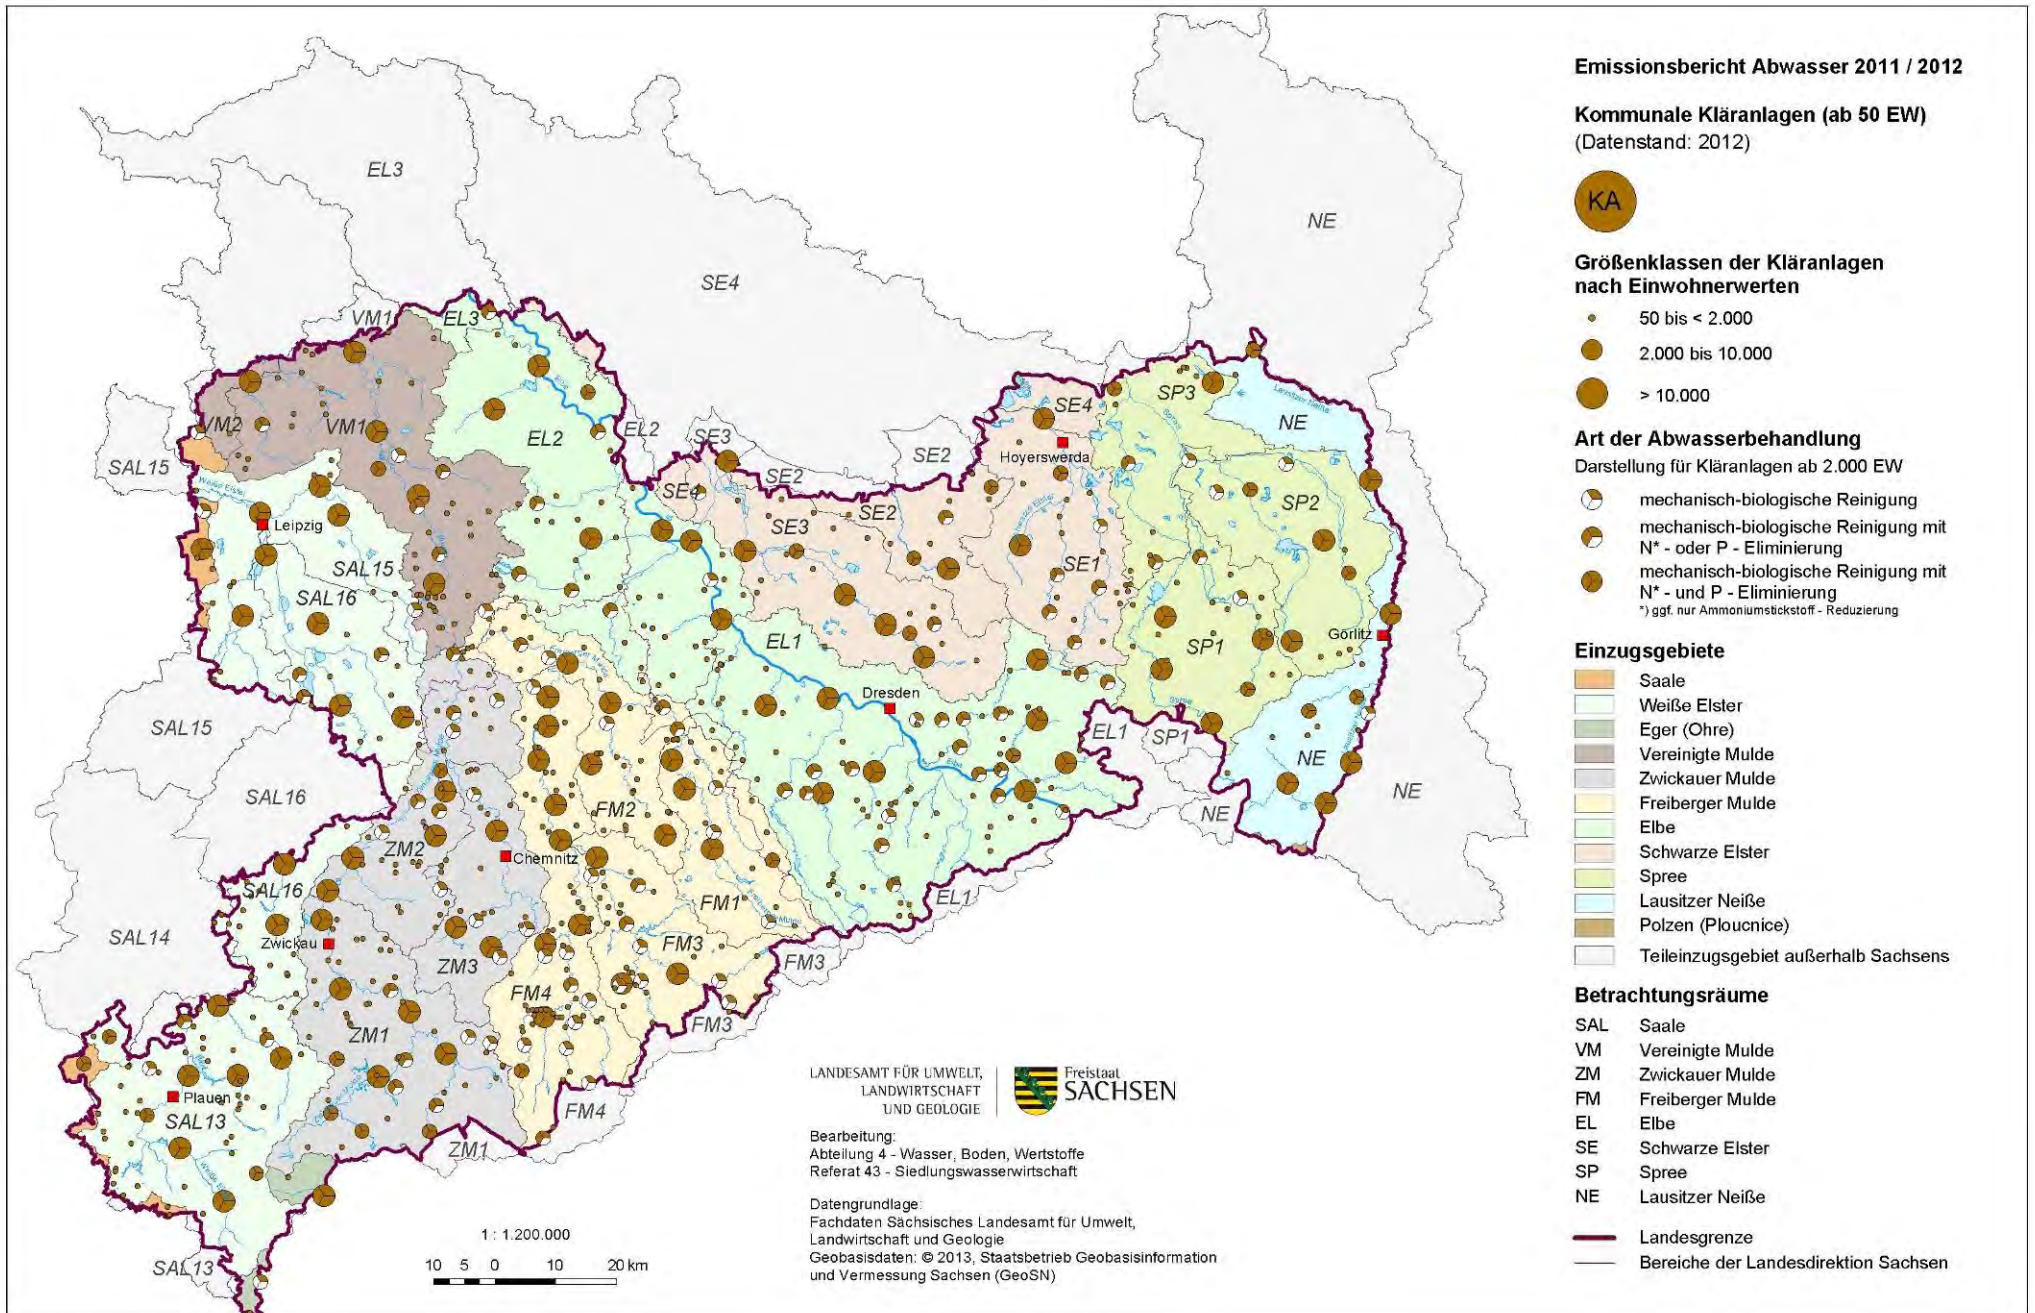 Emissionsbericht Abwasser 2011 / 2012
Kommunale Kläranlagen (ab 50 EW)
(Datenstand: 2012)
KA
Größenklassen der Kläranlagen
nach Einwohnerwerten
50 bis < 2.000
2.000 bis 10.000
> 10.000
Art der Abwasserbehandlung
Darstellung für Kläranlagen ab 2.000 EW
mechanisch-biologische Reinigung
mechanisch-biologische Reinigung mit
N* - oder P - Eliminierung
mechanisch-biologische Reinigung mit
N* - und P - Eliminierung
*) ggf. nur Ammoniumstickstoff - Reduzierung
Einzugsgebiete
Saale
Weiße Elster
Eger (Ohre)
Vereinigte Mulde
Zwickauer Mulde
Freiberger Mulde
Elbe
Schwarze Elster
Spree
Lausitzer Neiße
Polzen (Ploucnice)
Teileinzugsgebiet außerhalb Sachsens
Betrachtungsräume
SAL Saale
VM Vereinigte Mulde
ZM Zwickauer Mulde
FM Freiberger Mulde
EL Elbe
SE Schwarze Elster
SP Spree
NE Lausitzer Neiße
Landesgrenze
Bereiche der Landesdirektion Sachsen
EL3
NE
SE4
VM1
EL3
SP3
SE4
NE
Lausitzer Neiße
VM2
VM1
EL2
EL2
SE3
SE2
SE2
Hoyerswerda
SAL15
Weiße Elster
SE4
SE3
SE2
SP2
Leipzig
SAL15
SE1
SAL16
EL1
SP1
Görlitz
Dresden
SAL15
EL1
SP1
NE
Elbe
SAL16
FM2
NE
NE
ZM2
Chemnitz
SAL16
FM1
EL1
Freiberger Mulde
SAL14
Zwickau
FM3
FM3
ZM3
FM4
FM3
ZM1
Plauen
SAL13
FM4
ZM1
SAL13
LANDESAMT FÜR UMWELT,
LANDWIRTSCHAFT
UND GEOLOGIE
Freistaat
SACHSEN
Bearbeitung:
Abteilung 4 - Wasser, Boden, Wertstoffe
Referat 43 - Siedlungswasserwirtschaft
Datengrundlage:
Fachdaten Sächsisches Landesamt für Umwelt,
Landwirtschaft und Geologie
Geobasisdaten: © 2013, Staatsbetrieb Geobasisinformation
und Vermessung Sachsen (GeoSN)
1 : 1.200.000
10 5 0 10 20 km